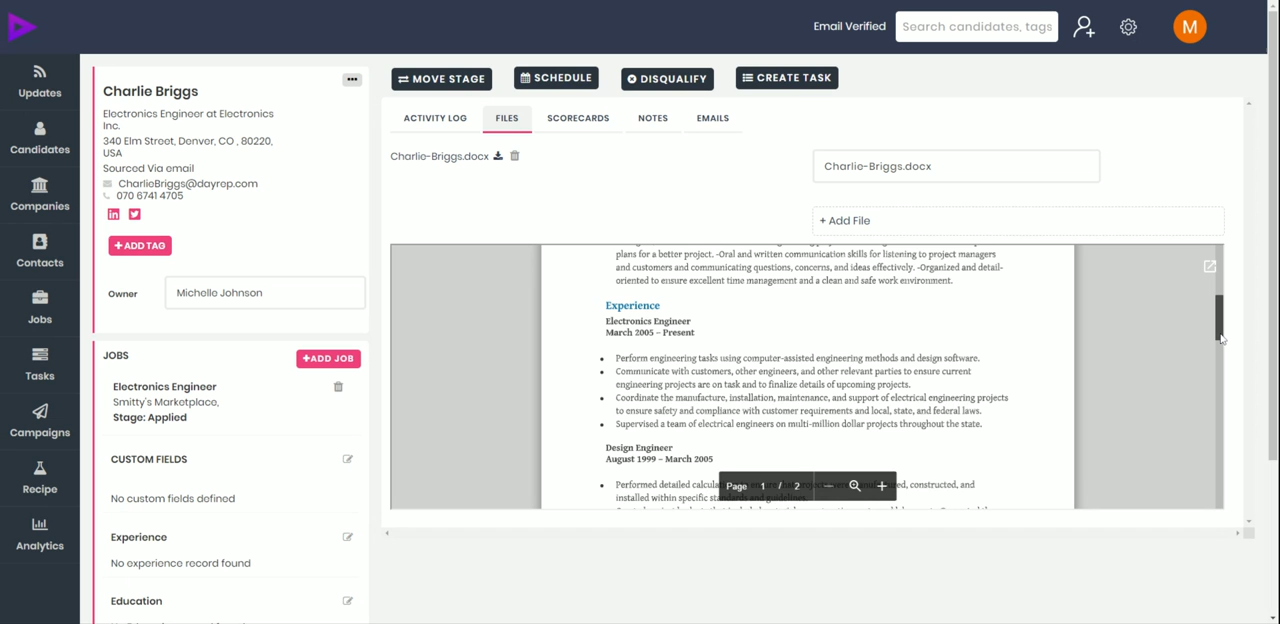 Email Verified
Search candidates, tags
M
Updates
Candidates
Companies
Contacts
Jobs
Tasks
Campaigns
Recipe
Analytics
Charlie Briggs
Electronics Engineer at Electronics
Inc.
340 Elm Street, Denver, CO , 80220,
USA
Sourced Via email
CharlieBriggs@dayrep.com
070 6741 4705
+ADD TAG
Owner
Michelle Johnson
JOBS
+ADD JOB
Electronics Engineer
Smitty's Marketplace,
Stage: Applied
CUSTOM FIELDS
No custom fields defined
Experience
No experience record found
Education
MOVE STAGE
SCHEDULE
DISQUALIFY
CREATE TASK
ACTIVITY LOG
FILES
SCORECARDS
NOTES
EMAILS
Charlie-Briggs.docx
Charlie-Briggs.docx
+ Add File
plans for a better project. -Oral and written communication skills for listening to project managers
and customers and communicating questions, concerns, and ideas effectively. -Organized and detail-
oriented to ensure excellent time management and a clean and safe work environment.
Experience
Electronics Engineer
March 2005 – Present
• Perform engineering tasks using computer-assisted engineering methods and design software.
• Communicate with customers, other engineers, and other relevant parties to ensure current
engineering projects are on task and to finalize details of upcoming projects.
• Coordinate the manufacture, installation, maintenance, and support of electrical engineering projects
to ensure safety and compliance with customer requirements and local, state, and federal laws.
• Supervised a team of electrical engineers on multi-million dollar projects throughout the state.
Design Engineer
August 1999 – March 2005
• Performed detailed constructed, and
installed within specific
Page 1 / 2